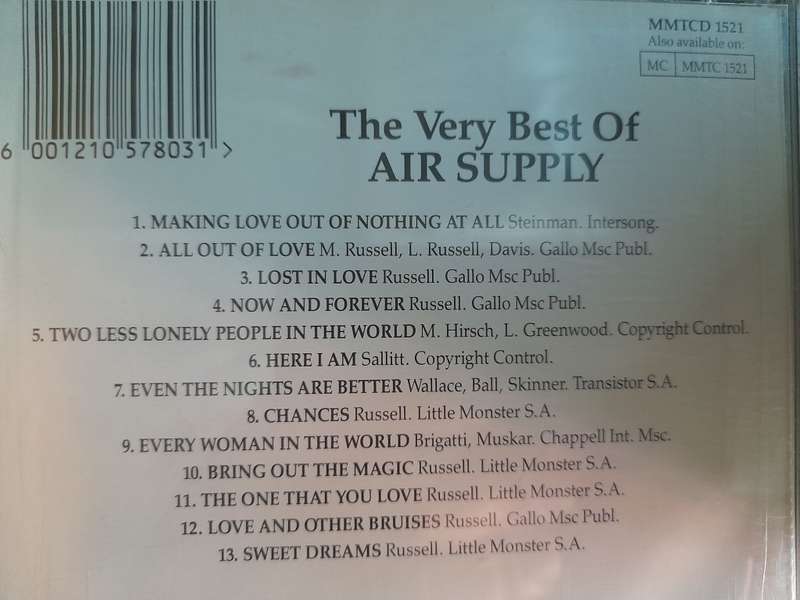 MMTCD 1521
Also available on:
MC MMTC 1521
6 001210 578031 >
The Very Best Of
AIR SUPPLY
1. MAKING LOVE OUT OF NOTHING AT ALL Steinman. Intersong.
2. ALL OUT OF LOVE M. Russell, L. Russell, Davis. Gallo Msc Publ.
3. LOST IN LOVE Russell. Gallo Msc Publ.
4. NOW AND FOREVER Russell. Gallo Msc Publ.
5. TWO LESS LONELY PEOPLE IN THE WORLD M. Hirsch, L. Greenwood. Copyright Control.
6. HERE I AM Sallitt. Copyright Control.
7. EVEN THE NIGHTS ARE BETTER Wallace, Ball, Skinner. Transistor S.A.
8. CHANCES Russell. Little Monster S.A.
9. EVERY WOMAN IN THE WORLD Brigatti, Muskar. Chappell Int. Msc.
10. BRING OUT THE MAGIC Russell. Little Monster S.A.
11. THE ONE THAT YOU LOVE Russell. Little Monster S.A.
12. LOVE AND OTHER BRUISES Russell. Gallo Msc Publ.
13. SWEET DREAMS Russell. Little Monster S.A.